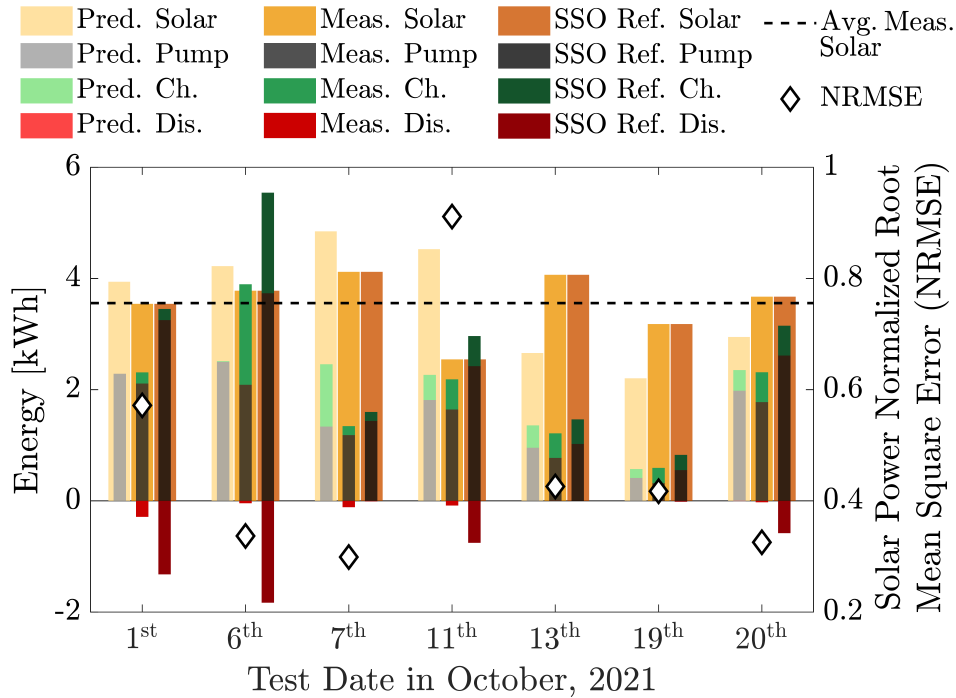 Pred. Solar
Meas. Solar
SSO Ref. Solar
Avg. Meas.
Solar
Pred. Pump
Meas. Pump
SSO Ref. Pump
Pred. Ch.
Meas. Ch.
SSO Ref. Ch.
NRMSE
Pred. Dis.
Meas. Dis.
SSO Ref. Dis.
6
4
2
0
-2
Energy [kWh]
1
0.8
0.6
0.4
0.2
Solar Power Normalized Root
Mean Square Error (NRMSE)
1st 6th 7th 11th 13th 19th 20th
Test Date in October, 2021